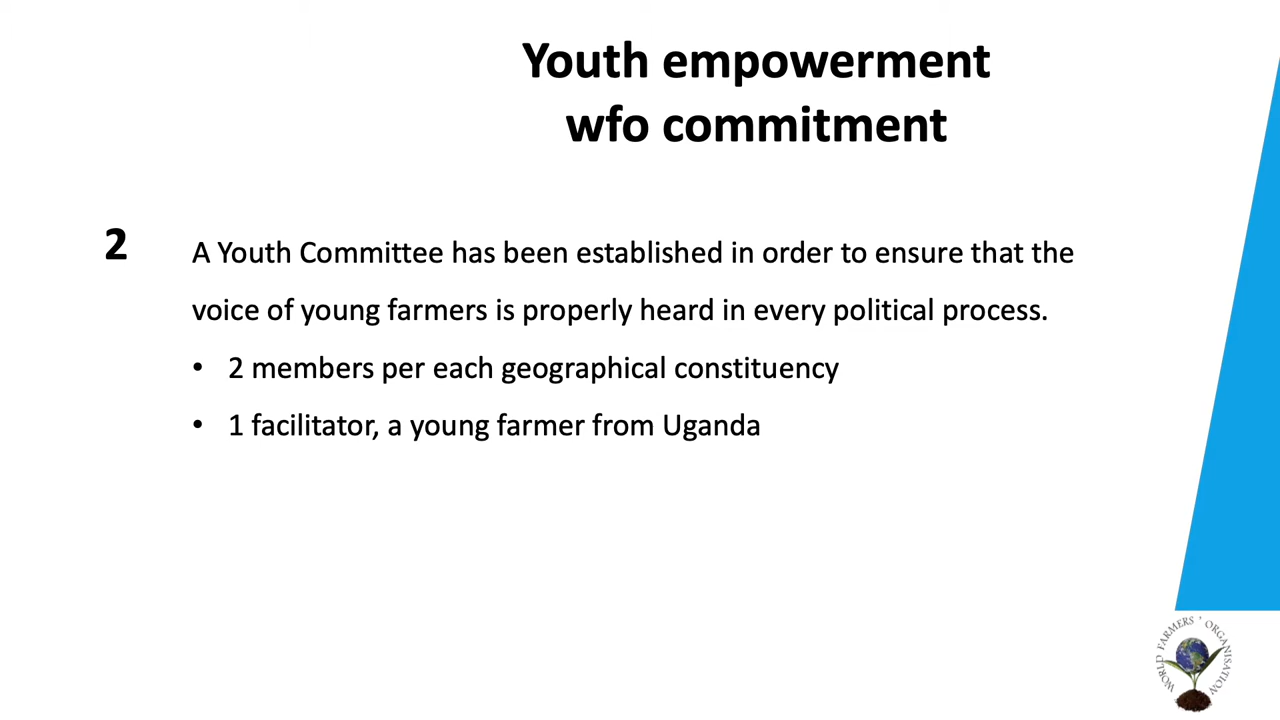 Youth empowerment
wfo commitment
2
A Youth Committee has been established in order to ensure that the
voice of young farmers is properly heard in every political process.
• 2 members per each geographical constituency
• 1 facilitator, a young farmer from Uganda
WORLD FARMERS' ORGANISATION